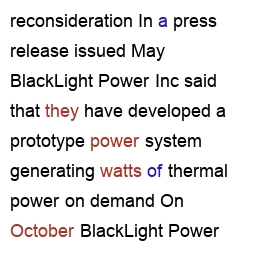 reconsideration In a press
release issued May
BlackLight Power Inc said
that they have developed a
prototype power system
generating watts of thermal
power on demand On
October BlackLight Power